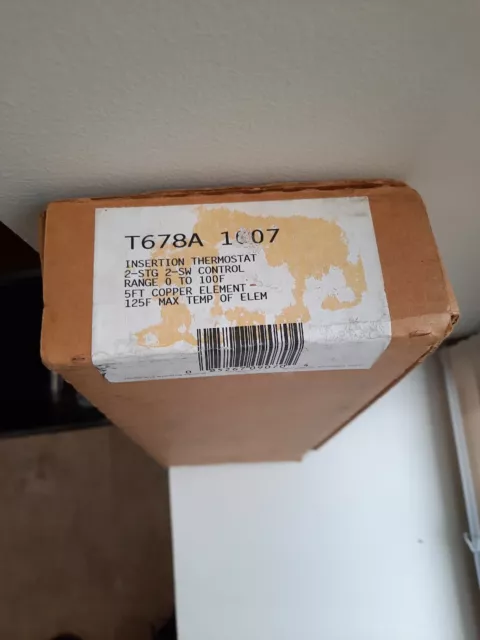 T678A 1607
INSERTION THERMOSTAT
2-STG 2-SW CONTROL
RANGE 0 TO 100F
5FT COPPER ELEMENT -
125F MAX TEMP OF ELEM